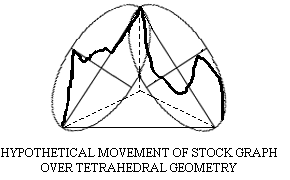 HYPOTHETICAL MOVEMENT OF STOCK GRAPH
OVER TETRAHEDRAL GEOMETRY